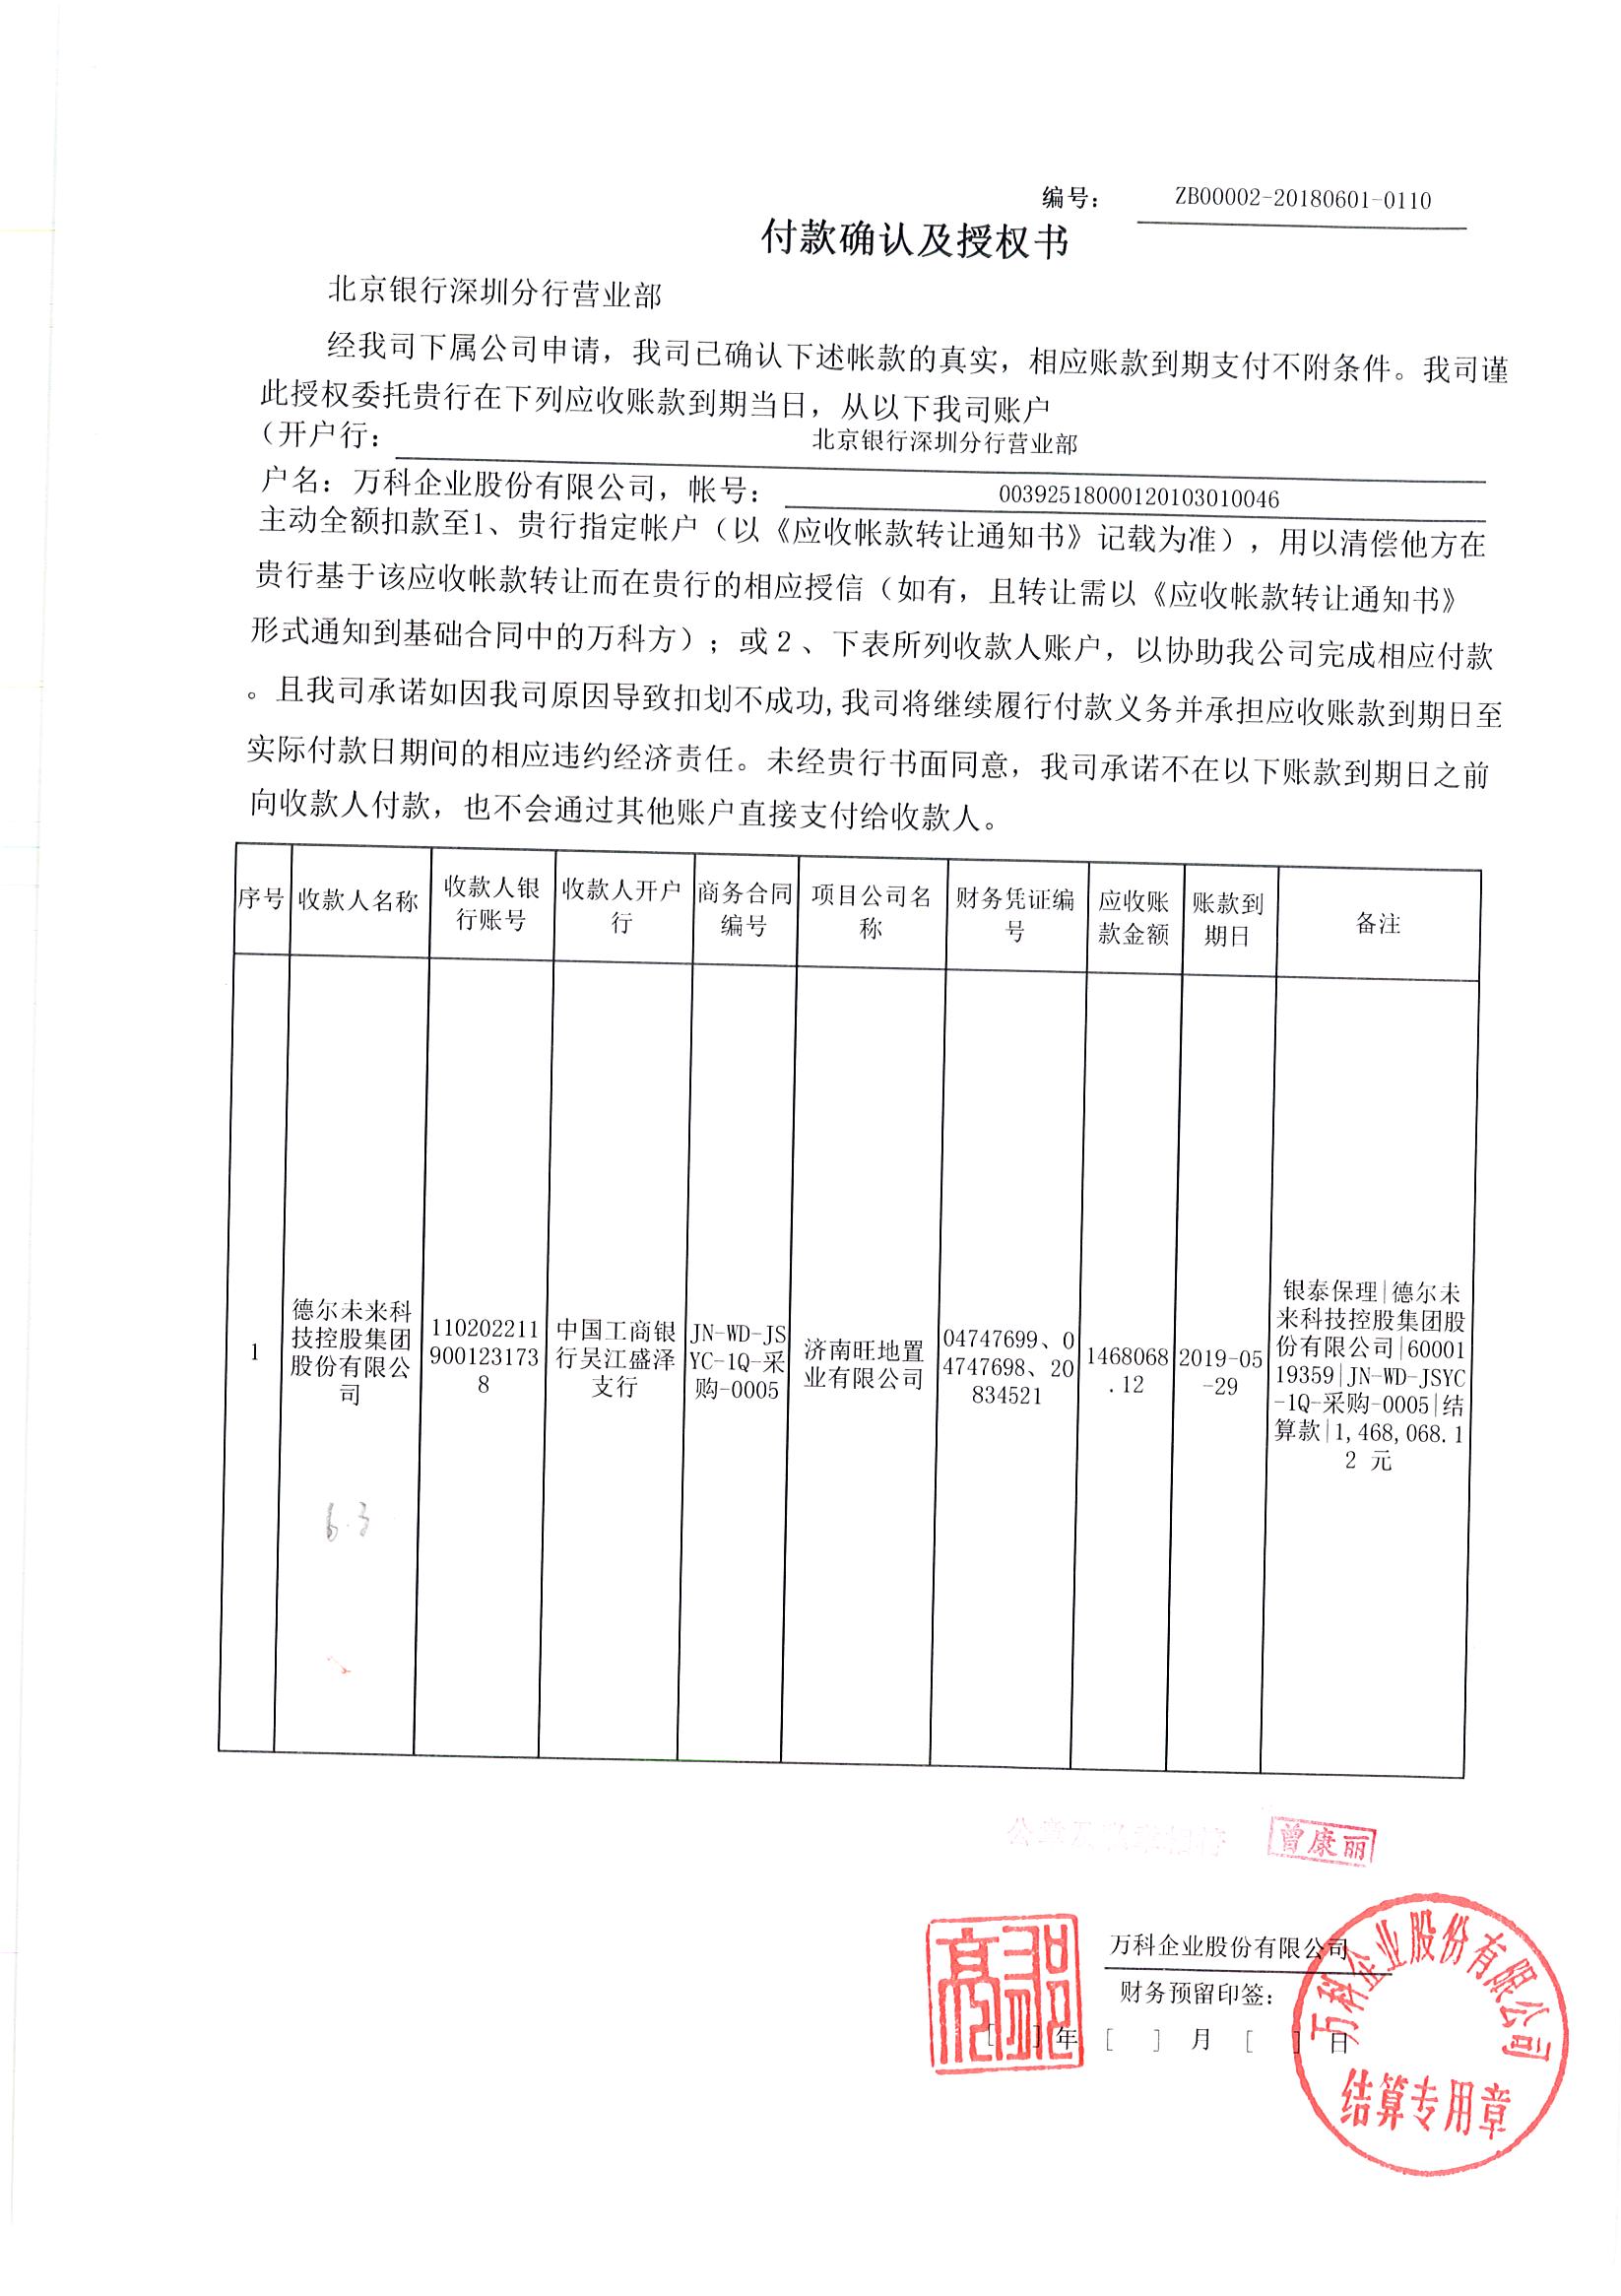 编号： ZB00002-20180601-0110
付款确认及授权书
北京银行深圳分行营业部
经我司下属公司申请，我司已确认下述帐款的真实，相应账款到期支付不附条件。我司谨
此授权委托贵行在下列应收账款到期当日，从以下我司账户
（开户行： 北京银行深圳分行营业部
户名：万科企业股份有限公司，帐号： 00392518000120103010046
主动全额扣款至1、贵行指定帐户（以《应收帐款转让通知书》记载为准），用以清偿他方在
贵行基于该应收帐款转让而在贵行的相应授信（如有，且转让需以《应收帐款转让通知书》
形式通知到基础合同中的万科方）；或2、下表所列收款人账户，以协助我公司完成相应付款
。且我司承诺如因我司原因导致扣划不成功,我司将继续履行付款义务并承担应收账款到期日至
实际付款日期间的相应违约经济责任。未经贵行书面同意，我司承诺不在以下账款到期日之前
向收款人付款，也不会通过其他账户直接支付给收款人。
序号
收款人名称
收款人银
行账号
收款人开户
行
商务合同
编号
项目公司名
称
财务凭证编
号
应收账
款金额
账款到
期日
备注
1
德尔未来科
技控股集团
股份有限公
司
110202211
900123173
8
中国工商银
行吴江盛泽
支行
JN-WD-JS
YC-1Q-采
购-0005
济南旺地置
业有限公司
04747699、0
4747698、20
834521
1468068
.12
2019-05
-29
银泰保理|德尔未
来科技控股集团股
份有限公司|60001
19359|JN-WD-JSYC
-1Q-采购-0005|结
算款|1,468,068.1
2 元
6.3
曾康丽
万科企业股份有限公司
财务预留印签：
[ ]年 [ ] 月 [ ] 日
万科企业股份有限公司
结算专用章